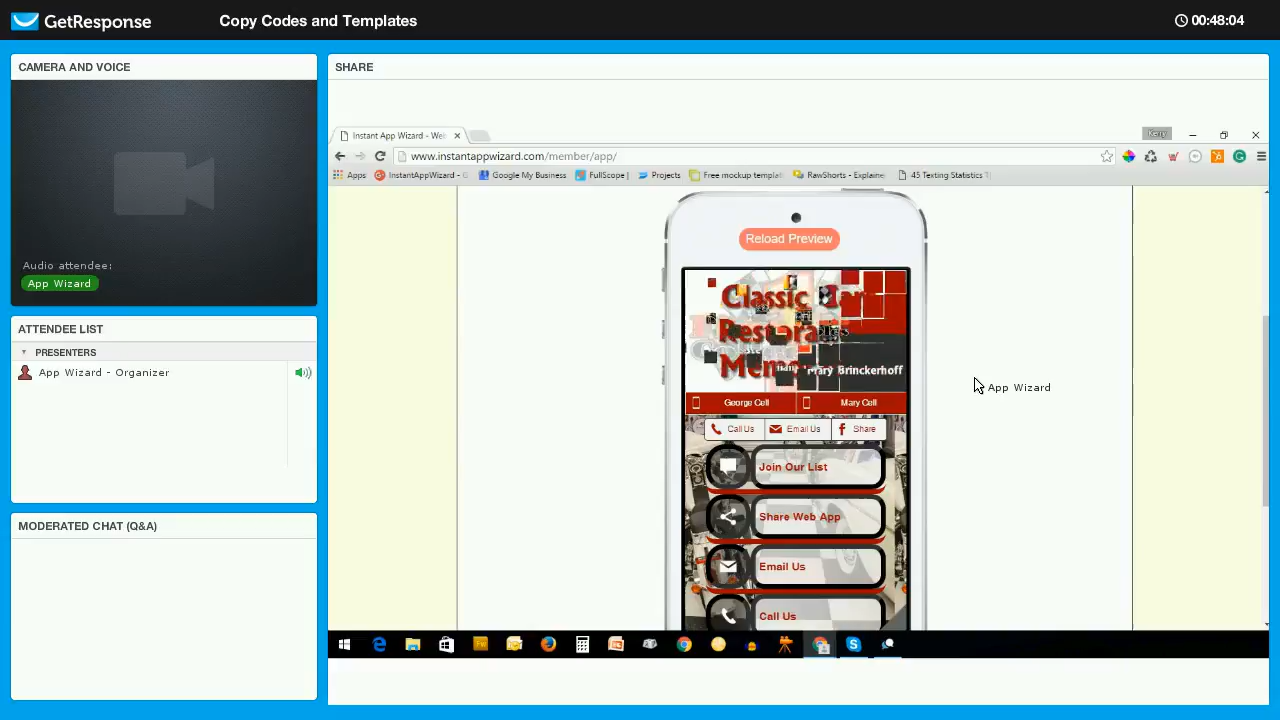 GetResponse
Copy Codes and Templates
00:48:04
CAMERA AND VOICE
Audio attendee:
App Wizard
ATTENDEE LIST
PRESENTERS
App Wizard - Organizer
MODERATED CHAT (Q&A)
SHARE
Instant App Wizard - Wel
Kerry
www.instantappwizard.com/member/app/
Apps
InstantAppWizard - G
Google My Business
FullScope |
Projects
Free mockup templat
RawShorts - Explaine
45 Texting Statistics T
Reload Preview
Classic
Mary Brinckerhoff
George Cell
Mary Cell
Call Us
Email Us
Share
Join Our List
Share Web App
Email Us
Call Us
App Wizard